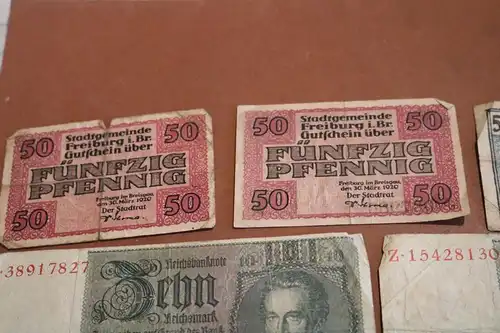 50 Stadtgemeinde 50
Freiburg i. Br.
Gutschein über
FÜNFZIG
PFENNIG
Freiburg im Breisgau,
den 30. März 1920
50 Der Stadtrat 50
50 Stadtgemeinde 50
Freiburg i. Br.
Gutschein über
FÜNFZIG
PFENNIG
Freiburg im Breisgau,
den 30. März 1920
50 Der Stadtrat 50
·38917827
Reichsbanknote
10
Zehn
Reichsmark
Z·15428130